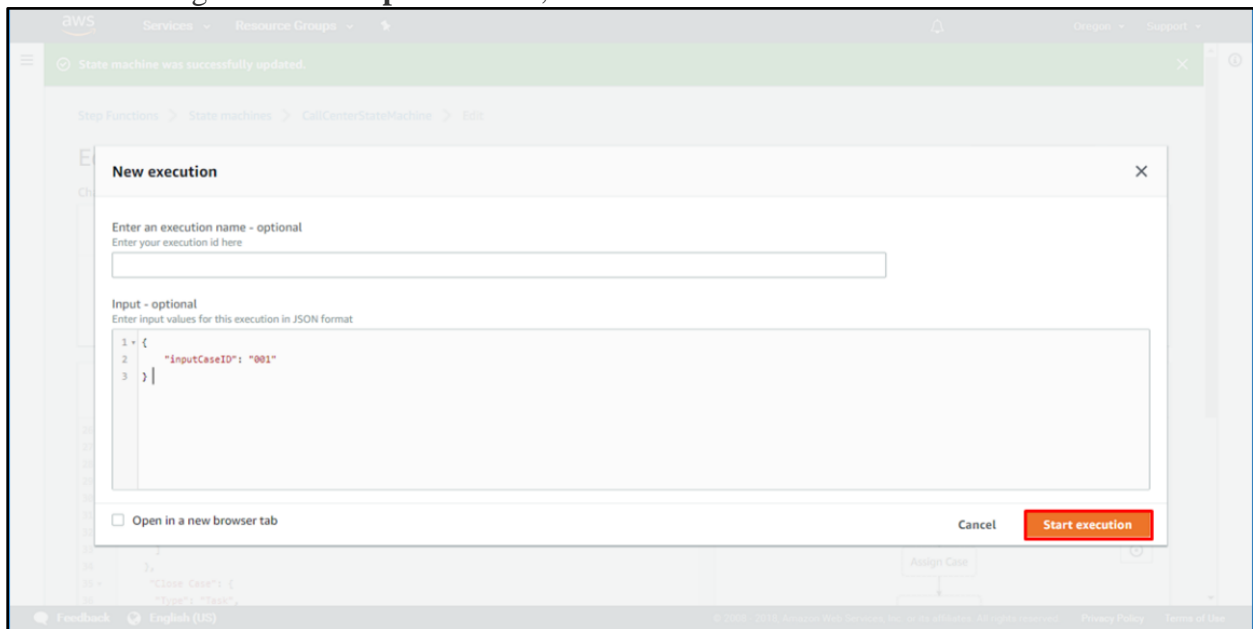 aws Services Resource Groups Oregon Support
State machine was successfully updated.
Step Functions > State machines > CallCenterStateMachine > Edit
New execution
Enter an execution name - optional
Enter your execution id here
Input - optional
Enter input values for this execution in JSON format
1 {
2 "inputCaseID": "001"
3 }
Open in a new browser tab
Cancel Start execution
Assign Case
},
"Close Case": {
"Type": "Task",
Feedback English (US) Privacy Policy Terms of Use